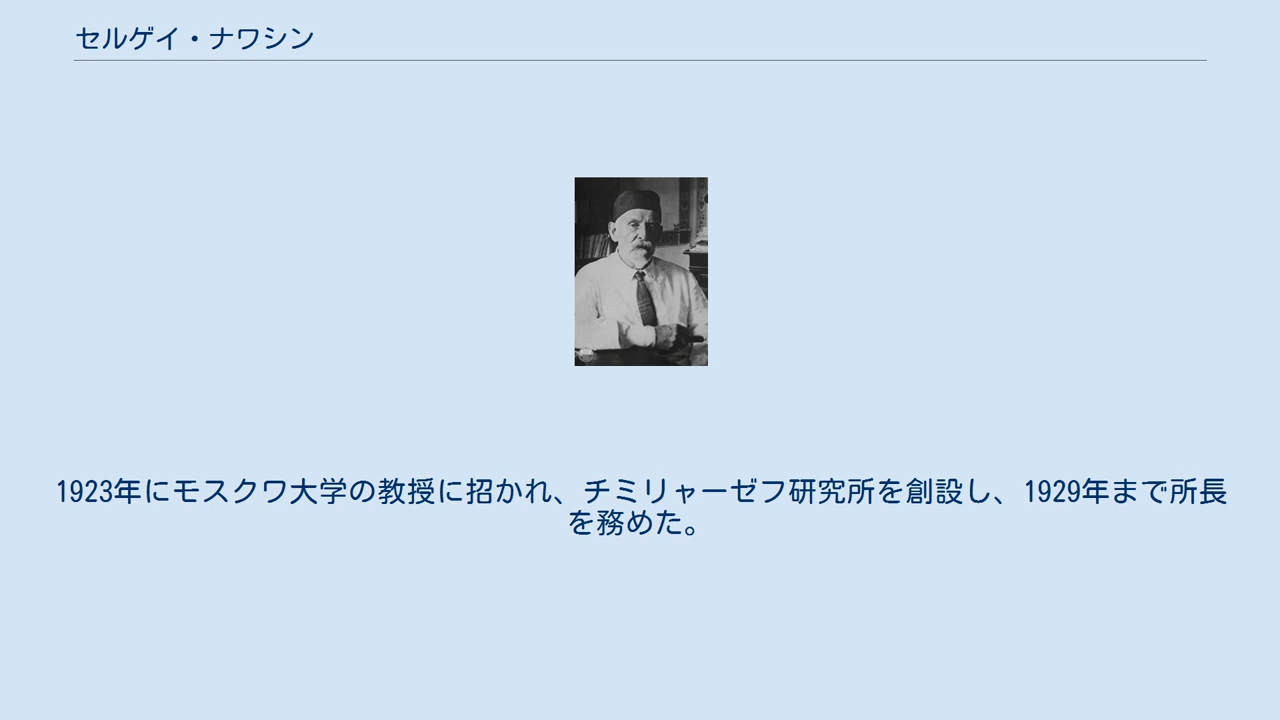 セルゲイ・ナワシン
1923年にモスクワ大学の教授に招かれ、チミリャーゼフ研究所を創設し、1929年まで所長
を務めた。